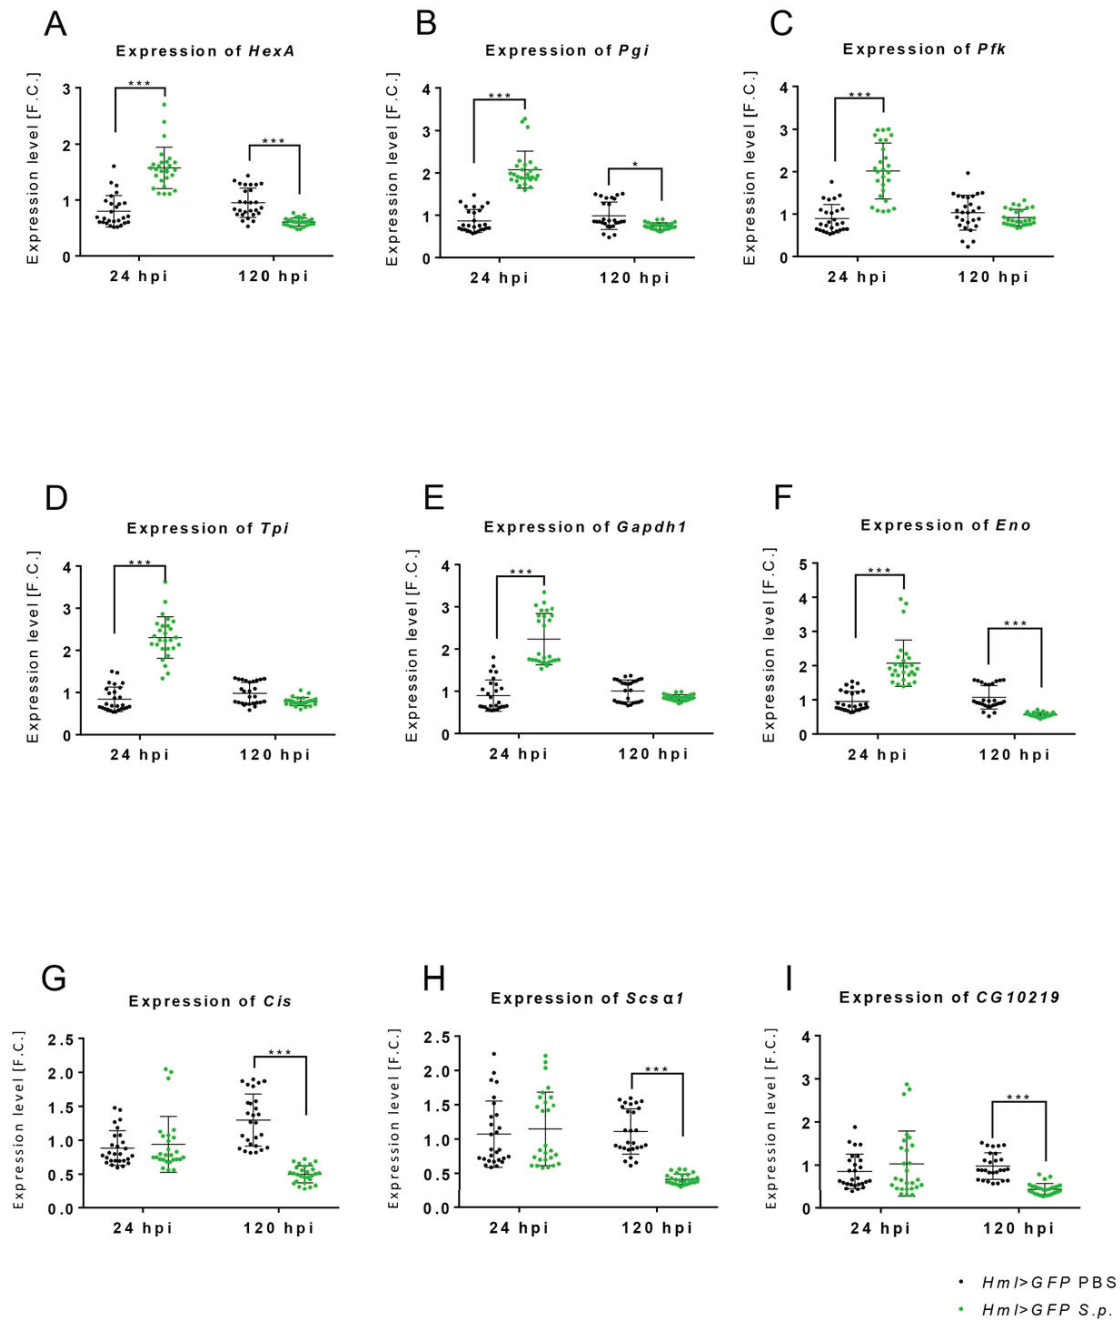 A
Expression of HexA
Expression level [F.C.]
3
2
1
0
***
***
24 hpi
120 hpi
B
Expression of Pgi
Expression level [F.C.]
4
3
2
1
0
***
*
24 hpi
120 hpi
C
Expression of Pfk
Expression level [F.C.]
4
3
2
1
0
***
24 hpi
120 hpi
D
Expression of Tpi
Expression level [F.C.]
4
3
2
1
0
***
24 hpi
120 hpi
E
Expression of Gapdh1
Expression level [F.C.]
4
3
2
1
0
***
24 hpi
120 hpi
F
Expression of Eno
Expression level [F.C.]
5
4
3
2
1
0
***
***
24 hpi
120 hpi
G
Expression of Cis
Expression level [F.C.]
2.5
2.0
1.5
1.0
0.5
0.0
***
24 hpi
120 hpi
H
Expression of Scs α1
Expression level [F.C.]
2.5
2.0
1.5
1.0
0.5
0.0
***
24 hpi
120 hpi
I
Expression of CG10219
Expression level [F.C.]
4
3
2
1
0
***
24 hpi
120 hpi
Hml>GFP PBS
Hml>GFP S.p.